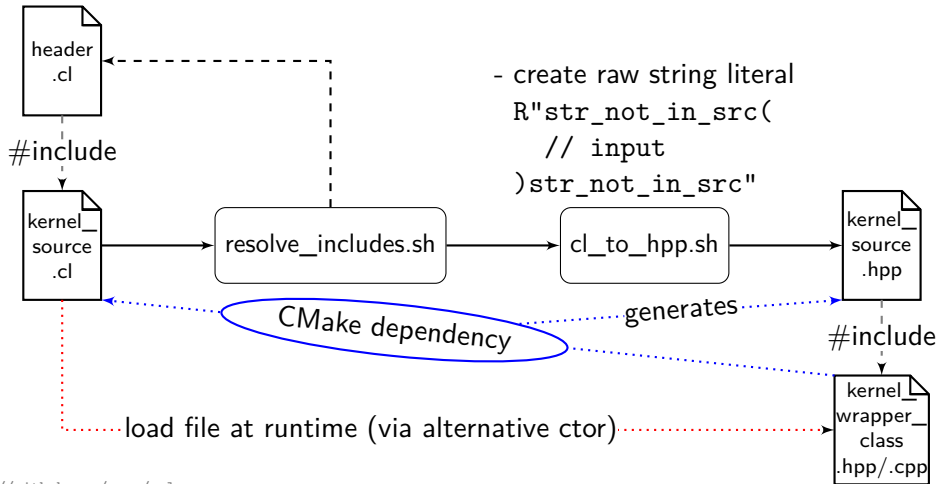 header
.cl
- create raw string literal
R"str_not_in_src(
// input
)str_not_in_src"
#include
kernel_
source
.cl
resolve_includes.sh
cl_to_hpp.sh
kernel_
source
.hpp
CMake dependency
generates
#include
load file at runtime (via alternative ctor)
kernel_
wrapper_
class
.hpp/.cpp